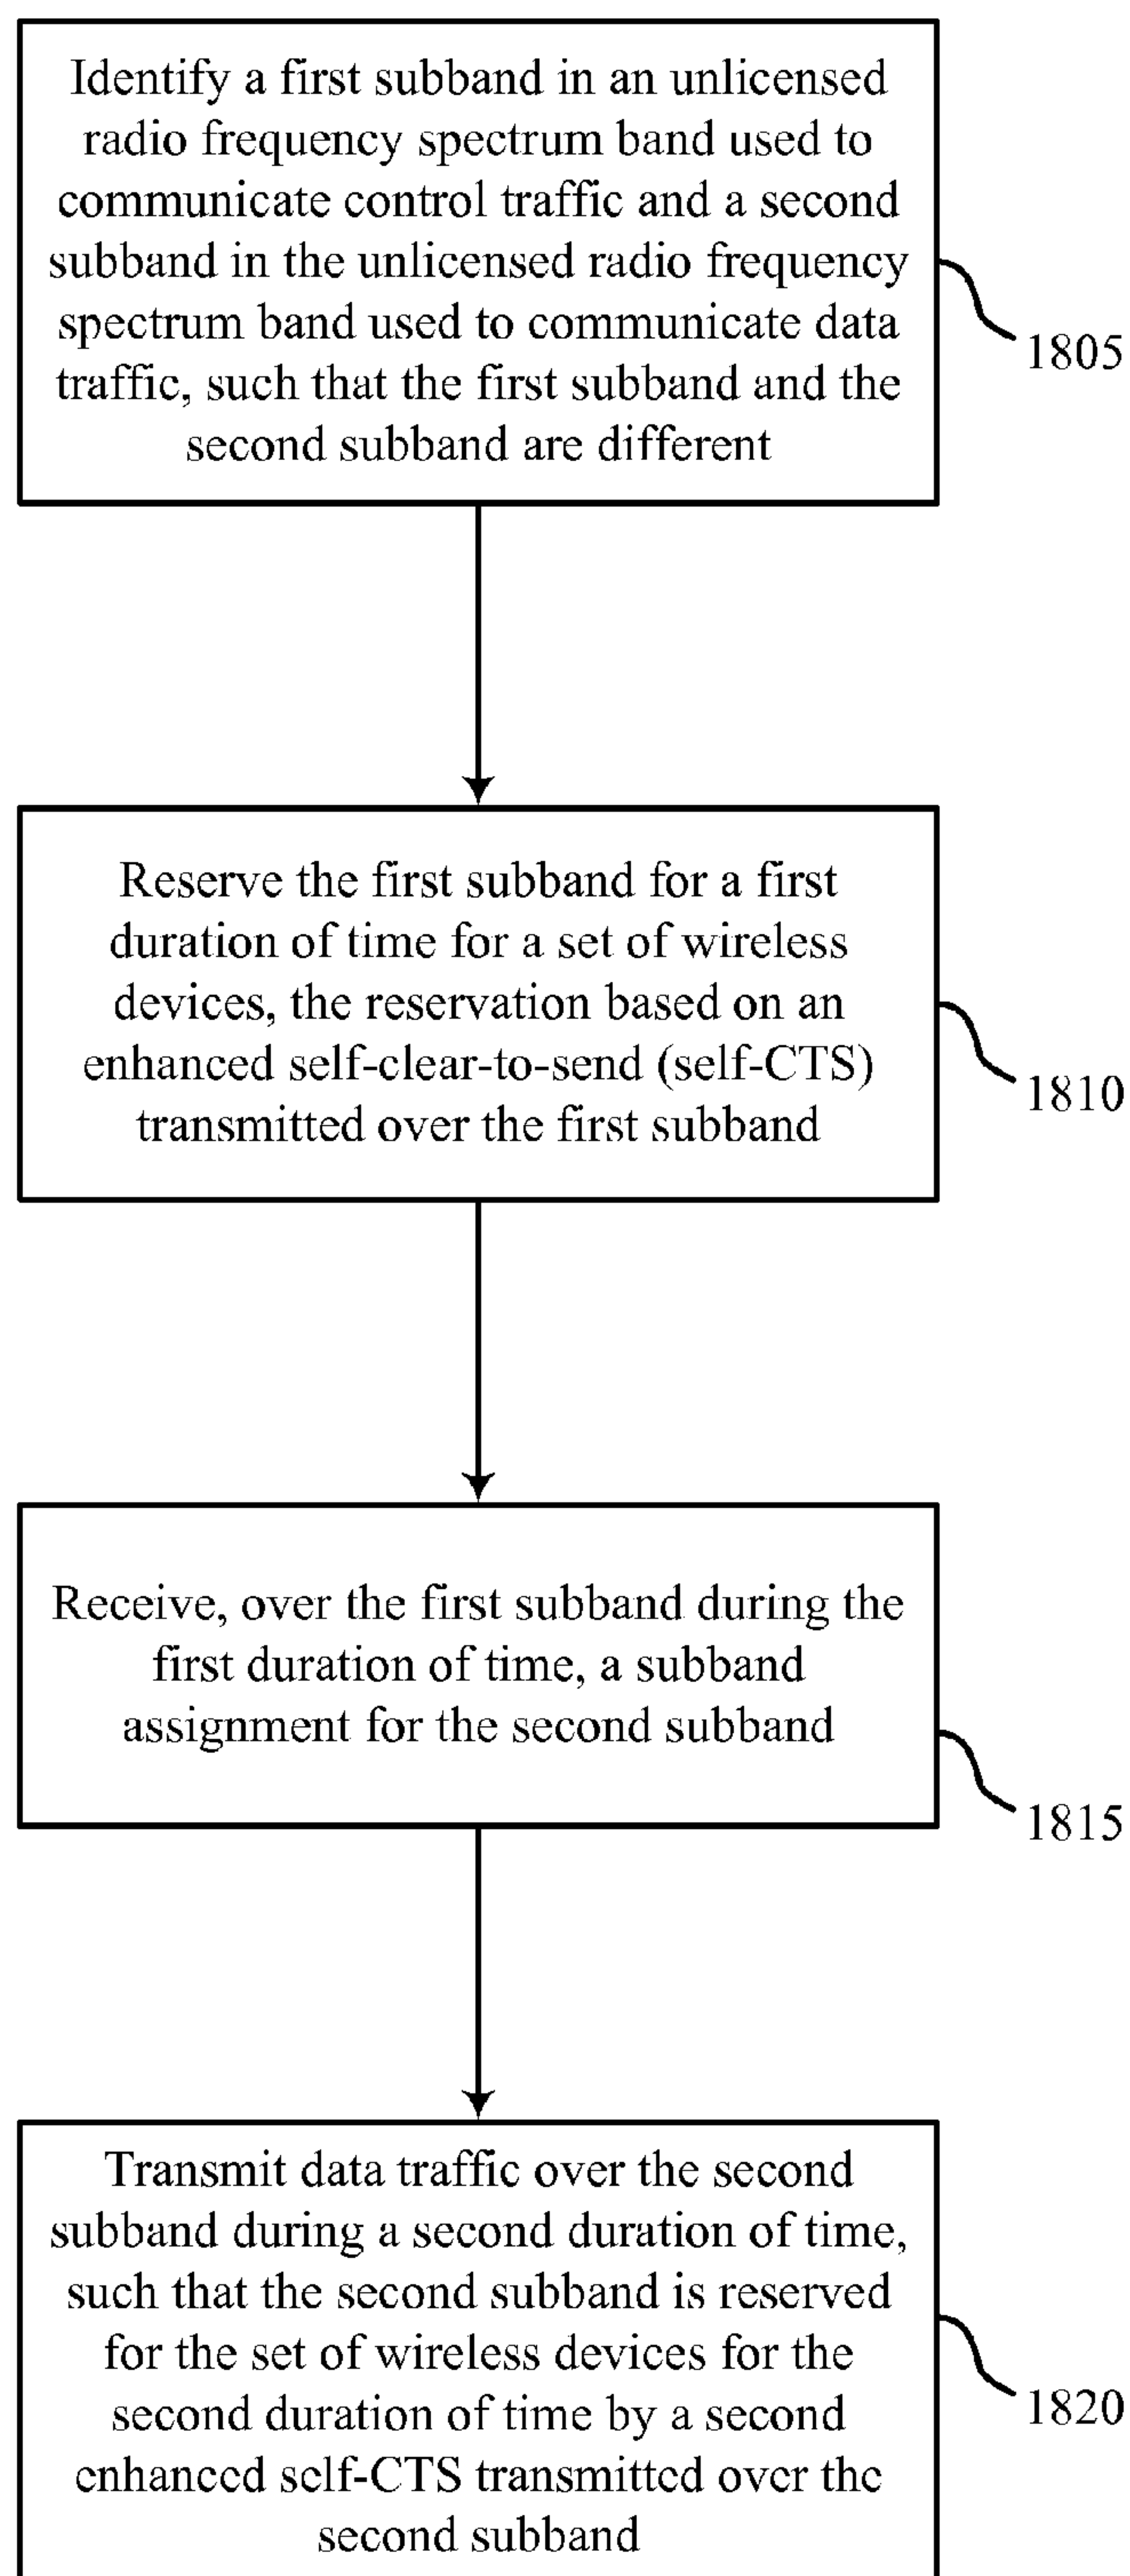 Identify a first subband in an unlicensed
radio frequency spectrum band used to
communicate control traffic and a second
subband in the unlicensed radio frequency
spectrum band used to communicate data
traffic, such that the first subband and the
second subband are different
1805
Reserve the first subband for a first
duration of time for a set of wireless
devices, the reservation based on an
enhanced self-clear-to-send (self-CTS)
transmitted over the first subband
1810
Receive, over the first subband during the
first duration of time, a subband
assignment for the second subband
1815
Transmit data traffic over the second
subband during a second duration of time,
such that the second subband is reserved
for the set of wireless devices for the
second duration of time by a second
enhanced self-CTS transmitted over the
second subband
1820